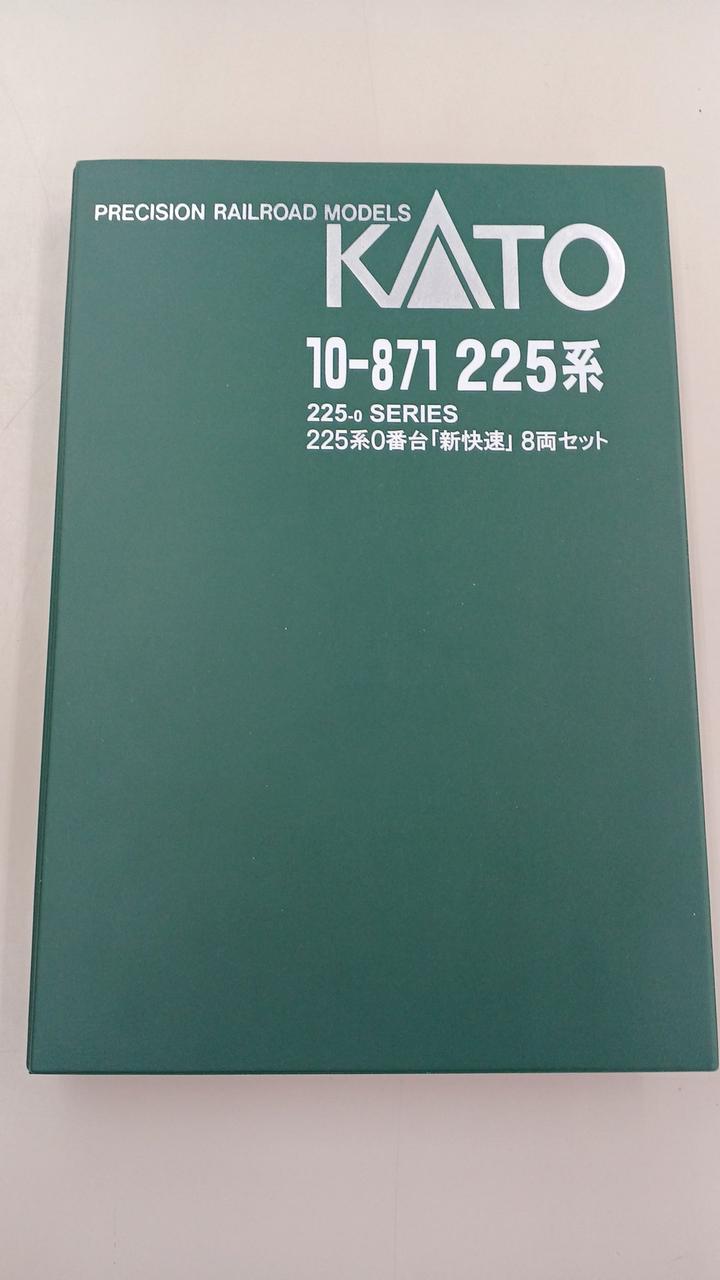 PRECISION RAILROAD MODELS
KATO
10-871 225系
225-0 SERIES
225系0番台「新快速」8両セット